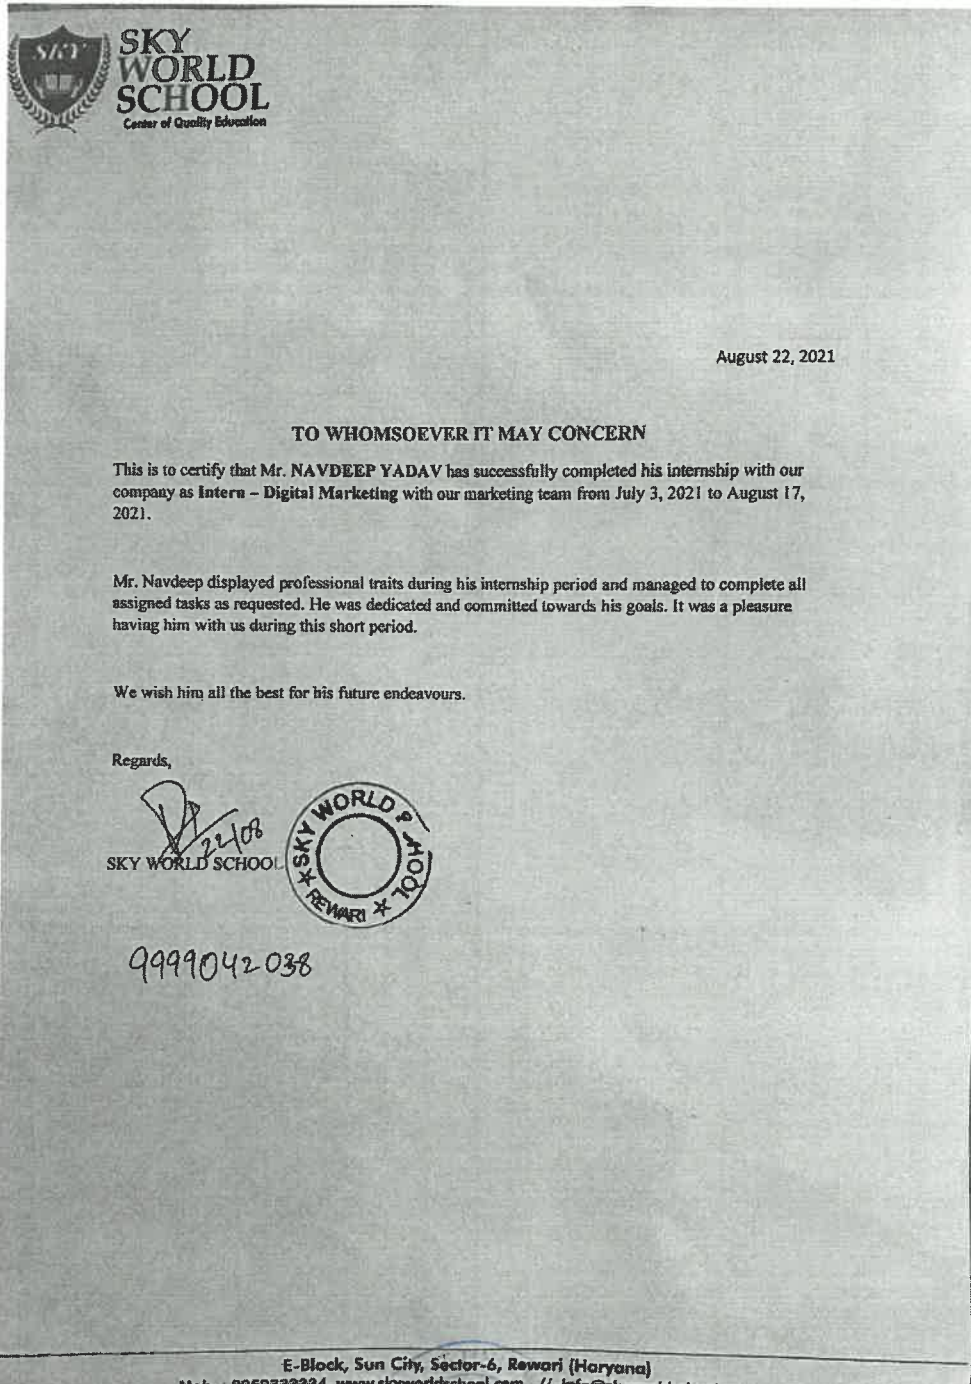 SKY
SKY
WORLD
SCHOOL
Center of Quality Education
August 22, 2021
TO WHOMSOEVER IT MAY CONCERN
This is to certify that Mr. NAVDEEP YADAV has successfully completed his internship with our
company as Intern – Digital Marketing with our marketing team from July 3, 2021 to August 17,
2021.
Mr. Navdeep displayed professional traits during his internship period and managed to complete all
assigned tasks as requested. He was dedicated and committed towards his goals. It was a pleasure
having him with us during this short period.
We wish him all the best for his future endeavours.
Regards,
22/08
SKY WORLD SCHOOL
SKY WORLD P HOOL
REWARI
9999042038
E-Block, Sun City, Sector-6, Rewari (Haryana)